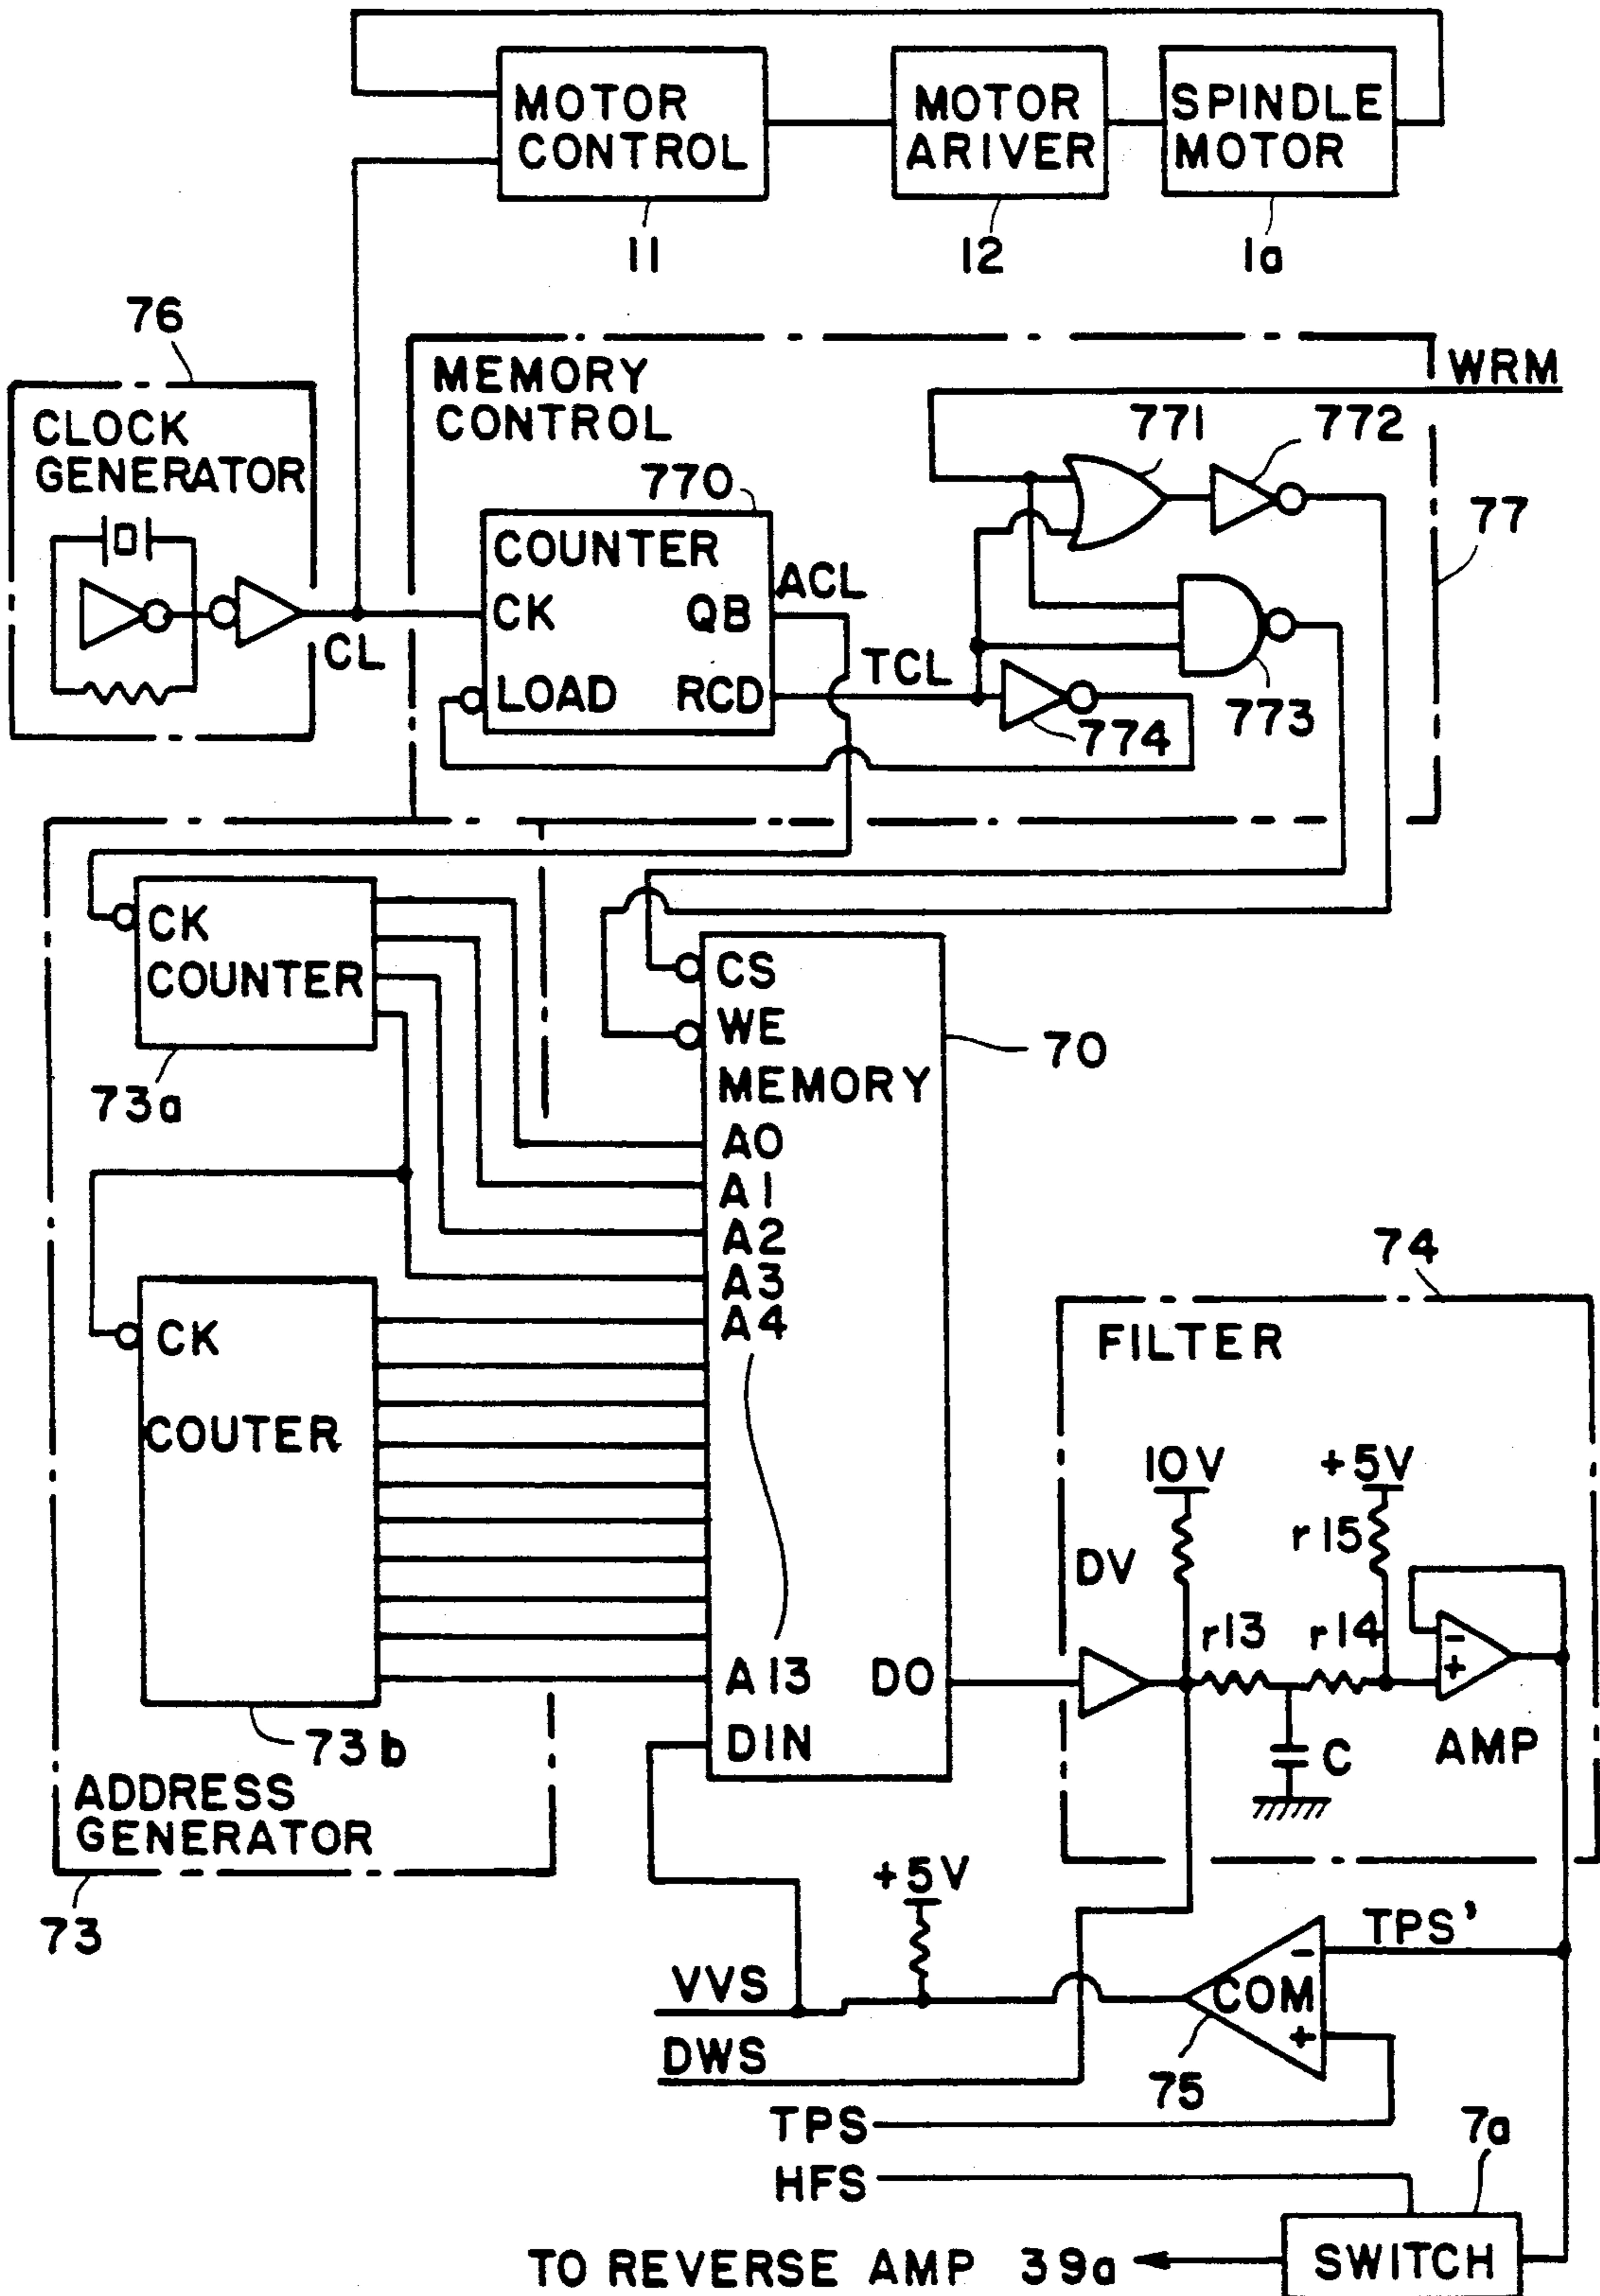 MOTOR
CONTROL
MOTOR
ARIVER
SPINDLE
MOTOR
11
12
1a
76
CLOCK
GENERATOR
CL
MEMORY
CONTROL
WRM
771
772
770
77
COUNTER
CK
QB
LOAD
RCD
ACL
TCL
774
773
CK
COUNTER
73a
CS
WE
MEMORY
70
A0
A1
A2
A3
A4
CK
COUTER
A13
DO
DIN
73b
ADDRESS
GENERATOR
73
74
FILTER
10V
+5V
r15
DV
r13
r14
-
+
AMP
C
+5V
TPS'
VVS
-
COM
+
DWS
75
TPS
7a
HFS
TO REVERSE AMP 39a
SWITCH